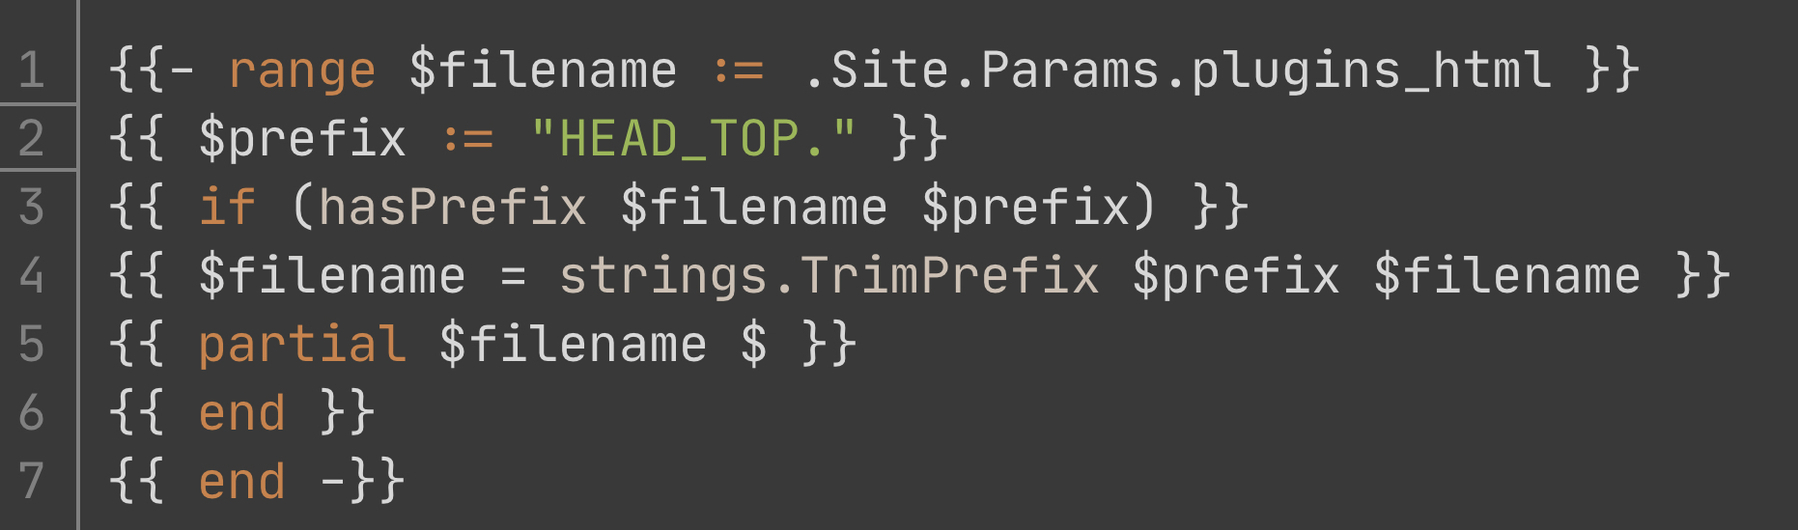 1 {{- range $filename := .Site.Params.plugins_html }}
2 {{ $prefix := "HEAD_TOP." }}
3 {{ if (hasPrefix $filename $prefix) }}
4 {{ $filename = strings.TrimPrefix $prefix $filename }}
5 {{ partial $filename $ }}
6 {{ end }}
7 {{ end -}}